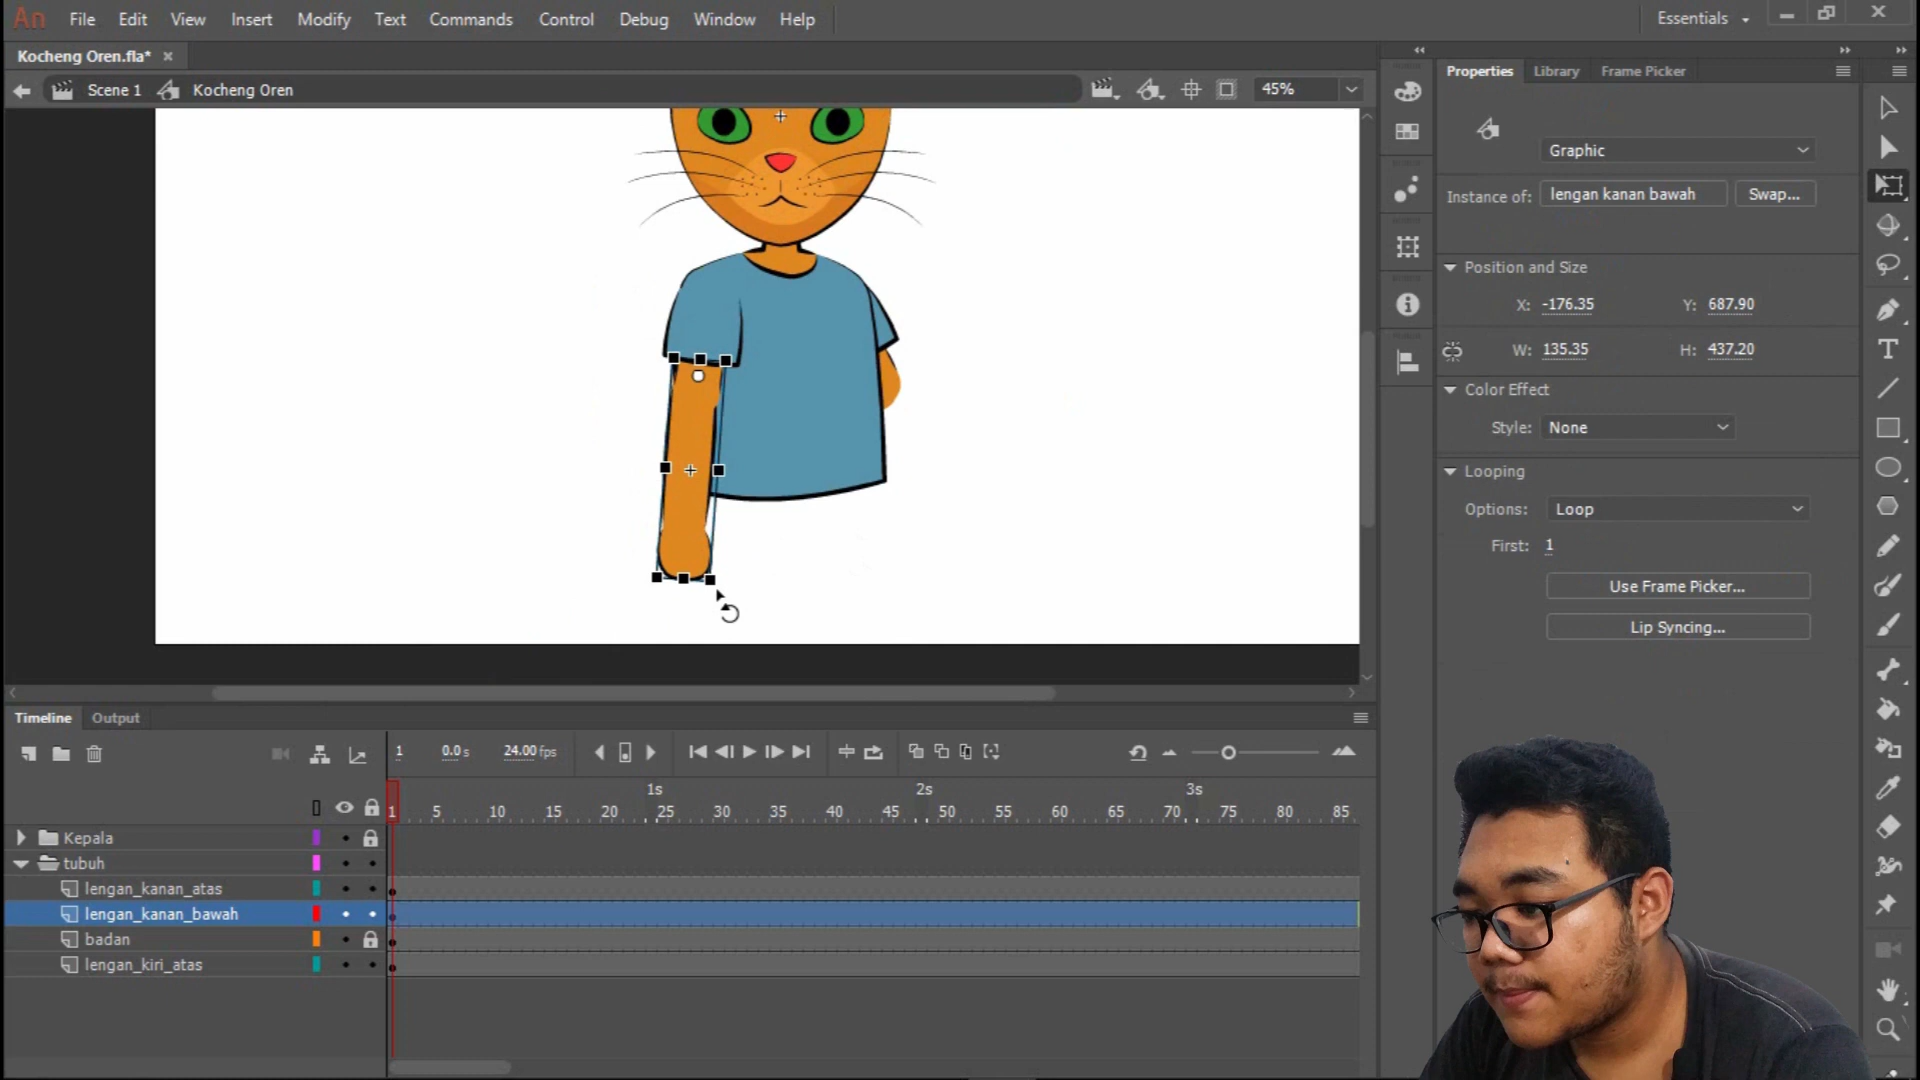 An File Edit View Insert Modify Text Commands Control Debug Window Help Essentials
Kocheng Oren.fla* ×
Scene 1 Kocheng Oren 45%
Properties Library Frame Picker
Graphic
Instance of: lengan kanan bawah Swap...
Position and Size
X: -176.35 Y: 687.90
W: 135.35 H: 437.20
Color Effect
Style: None
Looping
Options: Loop
First: 1
Use Frame Picker...
Lip Syncing...
Timeline Output
1 0.0 s 24.00 fps
1s 2s 3s
1 5 10 15 20 25 30 35 40 45 50 55 60 65 70 75 80 85
Kepala
tubuh
lengan_kanan_atas
lengan_kanan_bawah
badan
lengan_kiri_atas